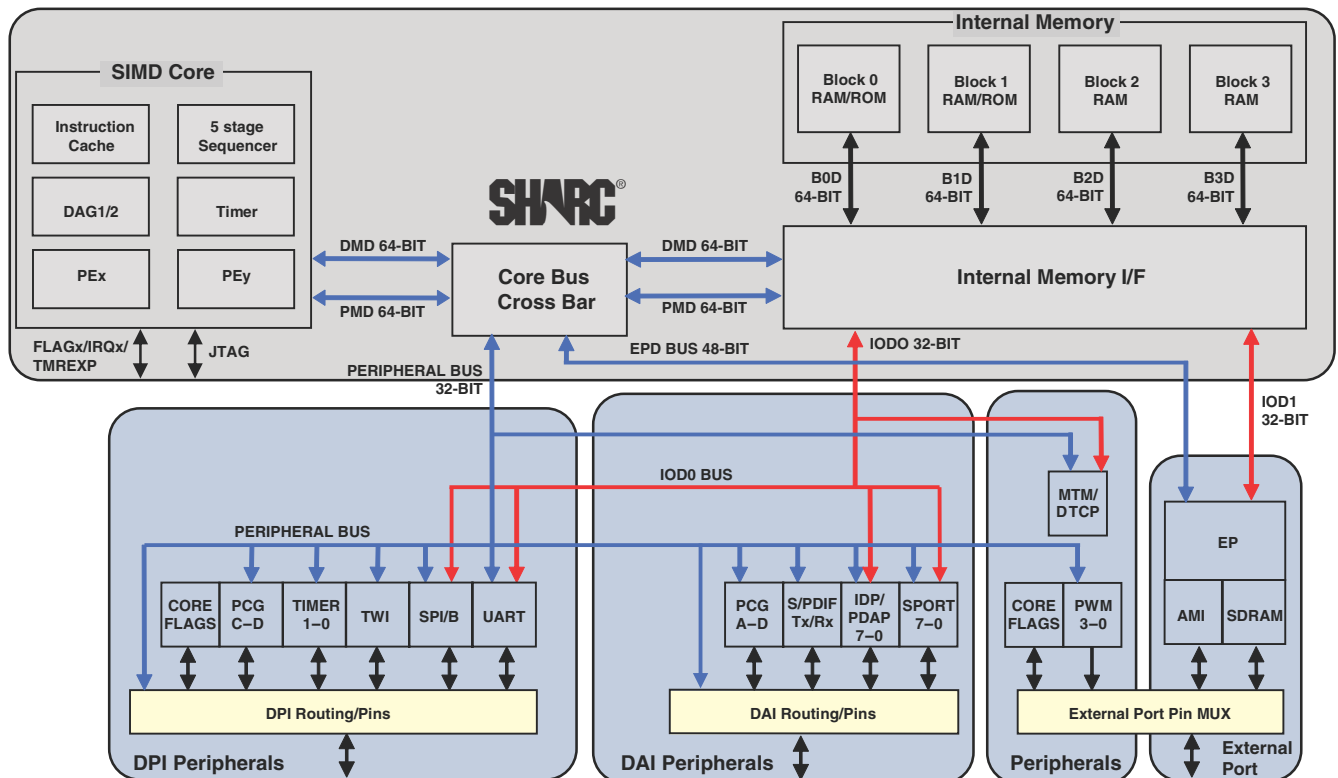 Internal Memory
SIMD Core
Block 0
RAM/ROM
Block 1
RAM/ROM
Block 2
RAM
Block 3
RAM
Instruction
Cache
5 stage
Sequencer
B0D
64-BIT
B1D
64-BIT
B2D
64-BIT
B3D
64-BIT
SHARC®
DAG1/2
Timer
DMD 64-BIT
DMD 64-BIT
PEx
PEy
Core Bus
Cross Bar
Internal Memory I/F
PMD 64-BIT
PMD 64-BIT
FLAGx/IRQx/
TMREXP
JTAG
EPD BUS 48-BIT
IODO 32-BIT
PERIPHERAL BUS
32-BIT
IOD1
32-BIT
IOD0 BUS
MTM/
DTCP
PERIPHERAL BUS
EP
CORE
FLAGS
PCG
C–D
TIMER
1–0
TWI
SPI/B
UART
PCG
A–D
S/PDIF
Tx/Rx
IDP/
PDAP
7–0
SPORT
7–0
CORE
FLAGS
PWM
3–0
AMI
SDRAM
DPI Routing/Pins
DAI Routing/Pins
External Port Pin MUX
DPI Peripherals
DAI Peripherals
Peripherals
External
Port